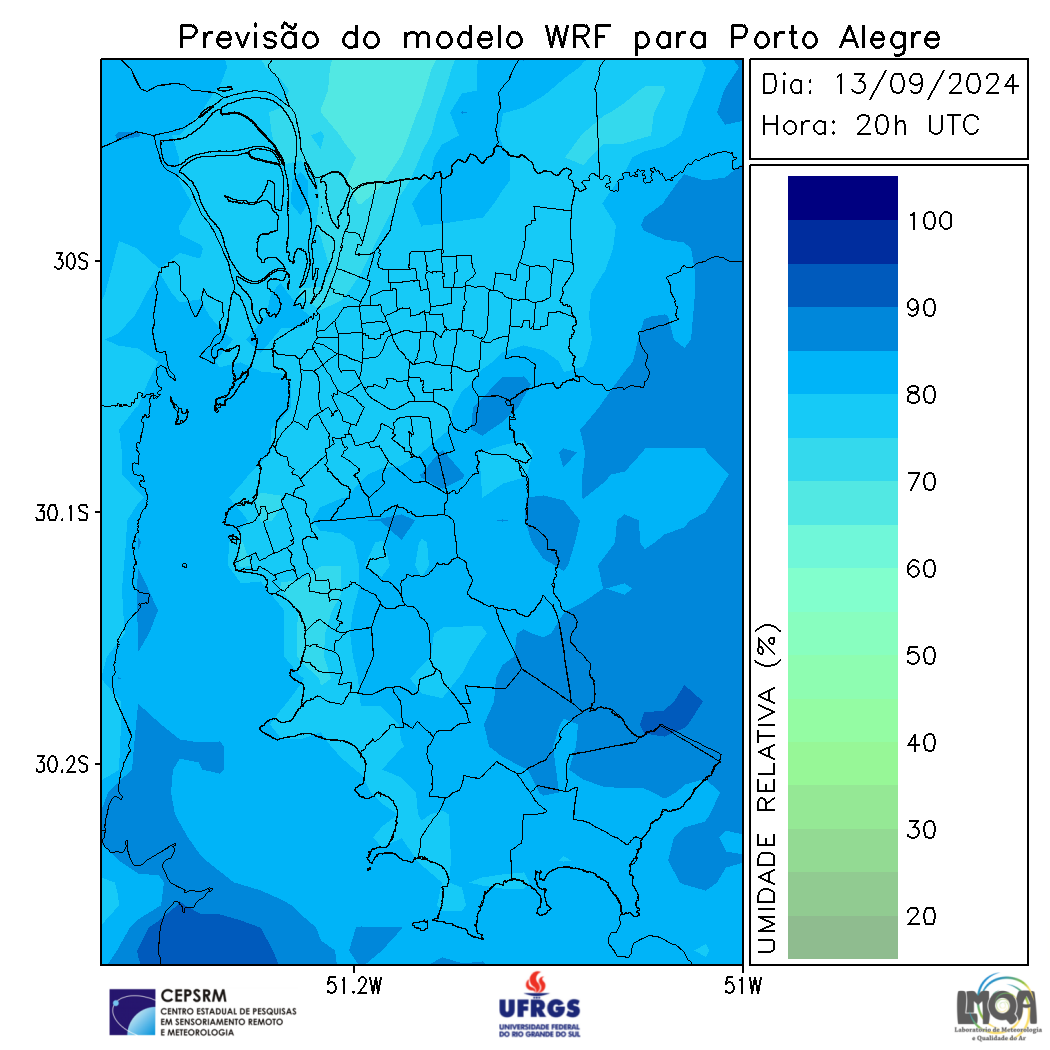 Previsão do modelo WRF para Porto Alegre
Dia: 13/09/2024
Hora: 20h UTC
100
90
80
70
60
50
40
30
20
UMIDADE RELATIVA (%)
30S
30.1S
30.2S
51.2W
51W
CEPSRM
CENTRO ESTADUAL DE PESQUISAS
EM SENSORIAMENTO REMOTO
E METEOROLOGIA
UFRGS
UNIVERSIDADE FEDERAL
DO RIO GRANDE DO SUL
LMQA
Laboratório de Meteorologia
e Qualidade do Ar